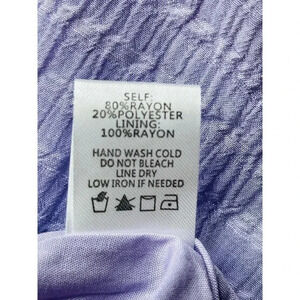 SELF:
80%RAYON
20%POLYESTER
LINING:
100%RAYON
HAND WASH COLD
DO NOT BLEACH
LINE DRY
LOW IRON IF NEEDED